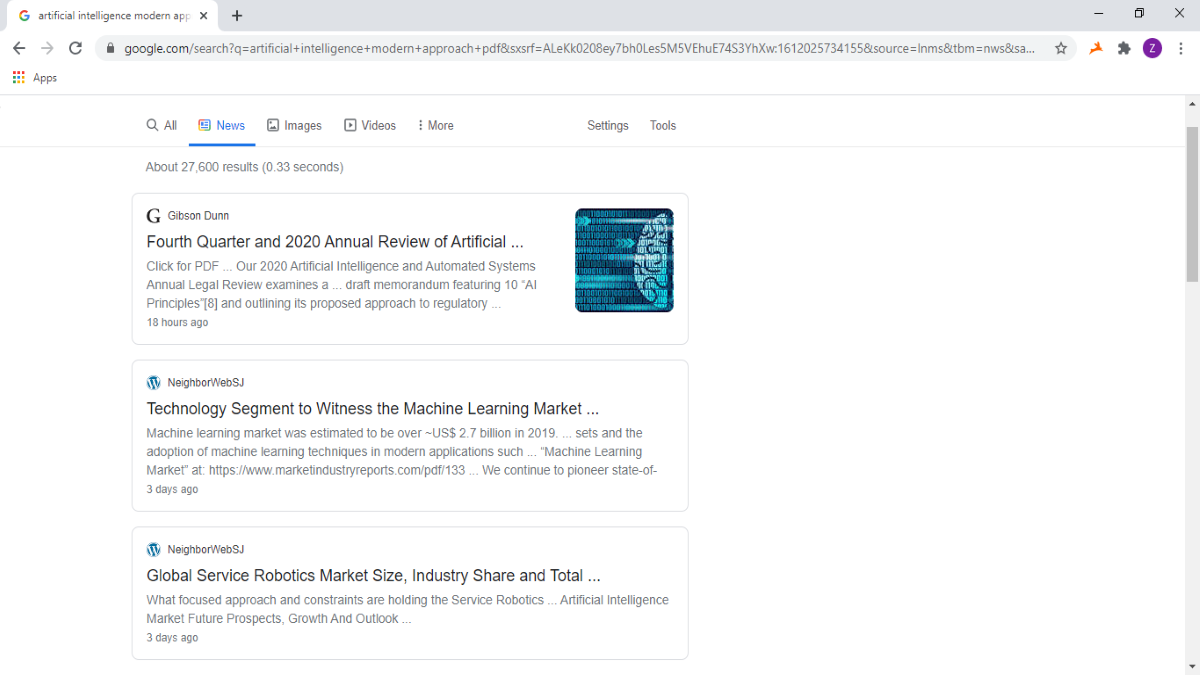 artificial intelligence modern app
google.com/search?q=artificial+intelligence+modern+approach+pdf&sxsrf=ALeKk0208ey7bh0Les5M5VEhuE74S3YhXw:1612025734155&source=lnms&tbm=nws&sa...
Z
Apps
All News Images Videos More Settings Tools
About 27,600 results (0.33 seconds)
G Gibson Dunn
Fourth Quarter and 2020 Annual Review of Artificial ...
Click for PDF ... Our 2020 Artificial Intelligence and Automated Systems
Annual Legal Review examines a ... draft memorandum featuring 10 “AI
Principles”[8] and outlining its proposed approach to regulatory ...
18 hours ago
NeighborWebSJ
Technology Segment to Witness the Machine Learning Market ...
Machine learning market was estimated to be over ~US$ 2.7 billion in 2019. ... sets and the
adoption of machine learning techniques in modern applications such ... “Machine Learning
Market” at: https://www.marketindustryreports.com/pdf/133 ... We continue to pioneer state-of-
3 days ago
NeighborWebSJ
Global Service Robotics Market Size, Industry Share and Total ...
What focused approach and constraints are holding the Service Robotics ... Artificial Intelligence
Market Future Prospects, Growth And Outlook ...
3 days ago